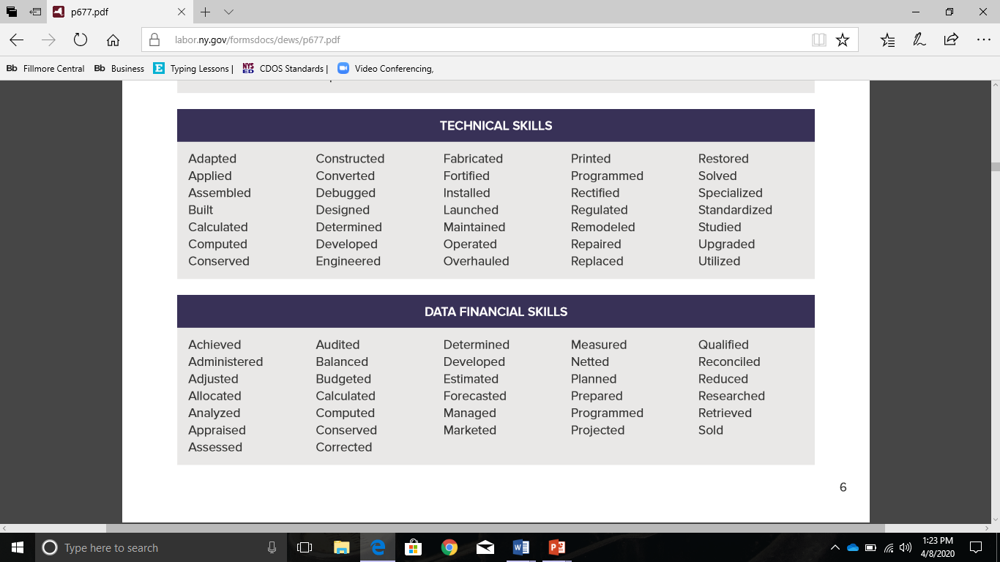 p677.pdf
labor.ny.gov/formsdocs/dews/p677.pdf
Bb Fillmore Central Bb Business E Typing Lessons | NYS ED CDOS Standards | Video Conferencing,
TECHNICAL SKILLS
Adapted Constructed Fabricated Printed Restored
Applied Converted Fortified Programmed Solved
Assembled Debugged Installed Rectified Specialized
Built Designed Launched Regulated Standardized
Calculated Determined Maintained Remodeled Studied
Computed Developed Operated Repaired Upgraded
Conserved Engineered Overhauled Replaced Utilized
DATA FINANCIAL SKILLS
Achieved Audited Determined Measured Qualified
Administered Balanced Developed Netted Reconciled
Adjusted Budgeted Estimated Planned Reduced
Allocated Calculated Forecasted Prepared Researched
Analyzed Computed Managed Programmed Retrieved
Appraised Conserved Marketed Projected Sold
Assessed Corrected
6
Type here to search
1:23 PM
4/8/2020